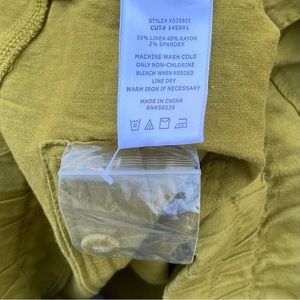 STYLE# K535801
CUT# 145991
50% LINEN 48% RAYON
2% SPANDEX
MACHINE WASH COLD
ONLY NON-CHLORINE
BLEACH WHEN NEEDED
LINE DRY
WARM IRON IF NECESSARY
MADE IN CHINA
RN#58539